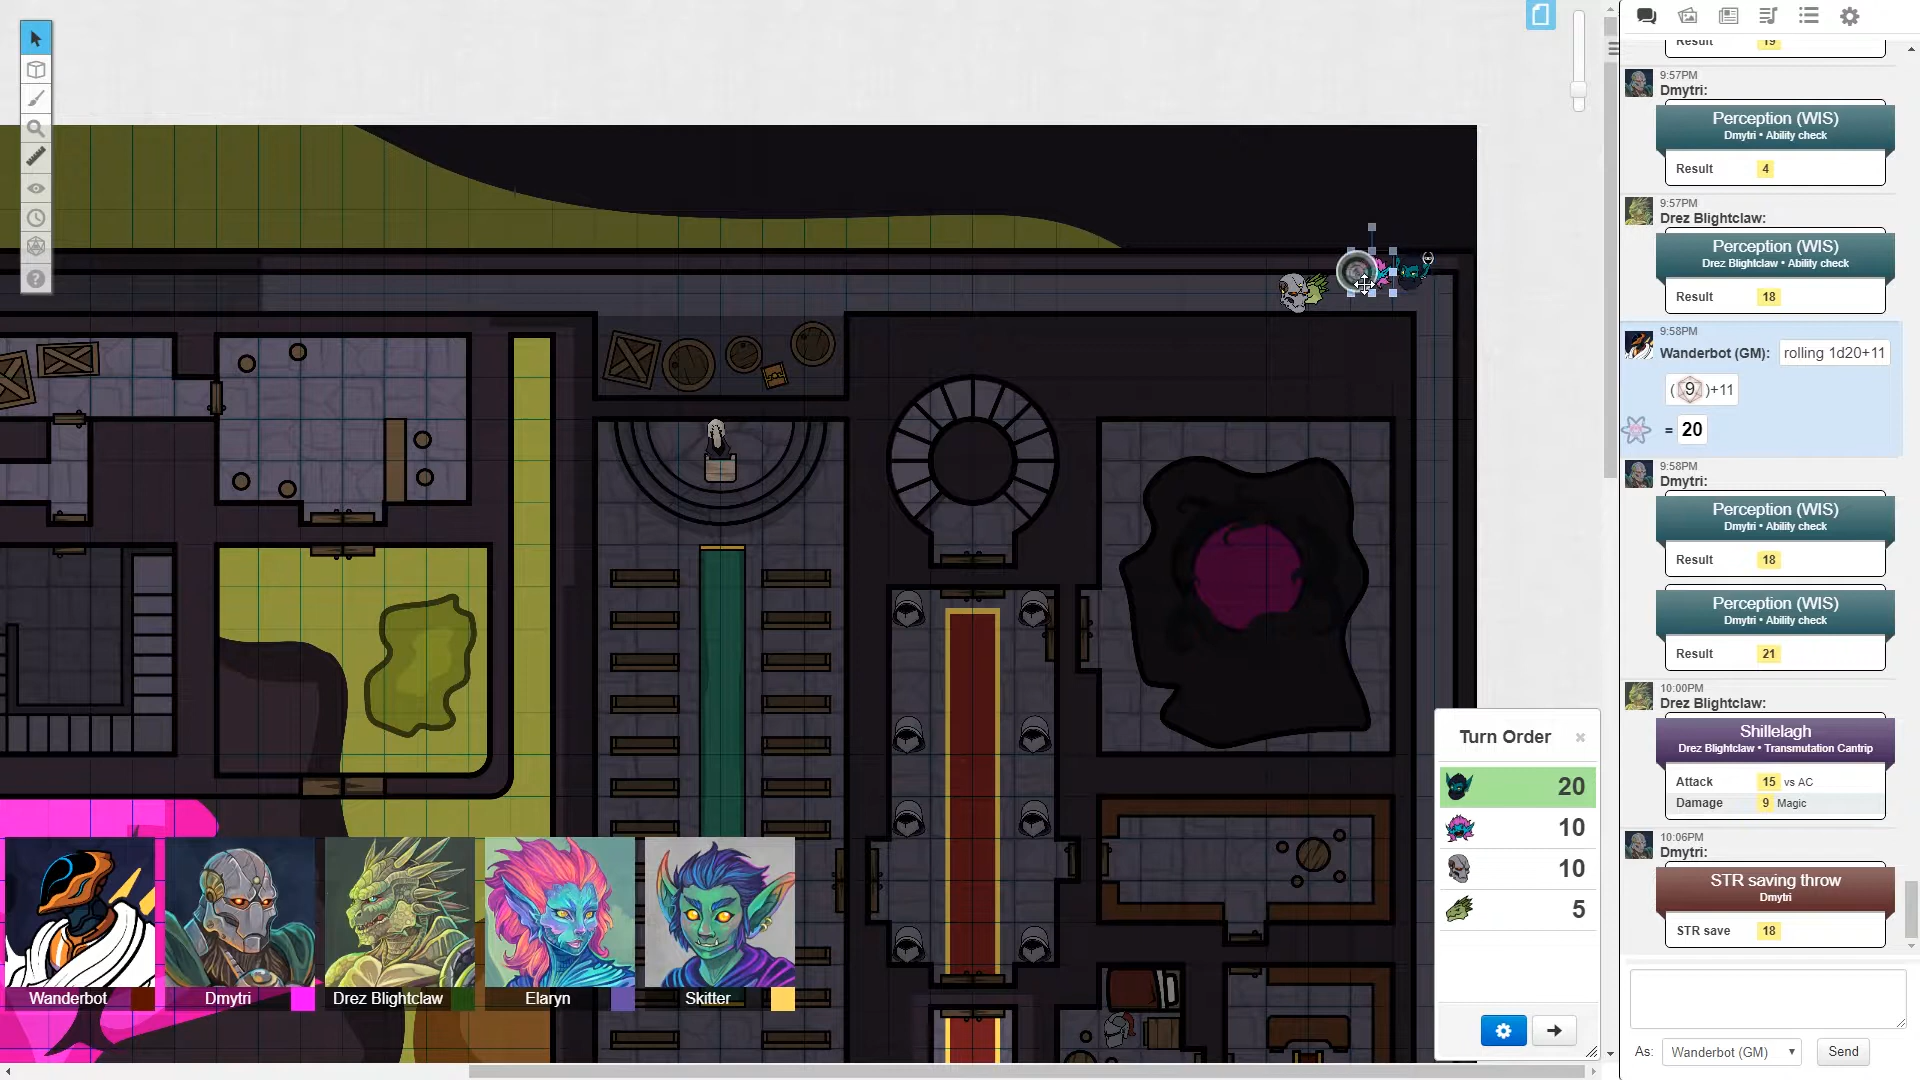 Result 19
9:57PM
Dmytri:
Perception (WIS)
Dmytri • Ability check
Result 4
9:57PM
Drez Blightclaw:
Perception (WIS)
Drez Blightclaw • Ability check
Result 18
9:58PM
Wanderbot (GM): rolling 1d20+11
(9)+11
= 20
9:58PM
Dmytri:
Perception (WIS)
Dmytri • Ability check
Result 18
Perception (WIS)
Dmytri • Ability check
Result 21
10:00PM
Drez Blightclaw:
Shillelagh
Drez Blightclaw • Transmutation Cantrip
Attack 15 vs AC
Damage 9 Magic
10:06PM
Dmytri:
STR saving throw
Dmytri
STR save 18
As: Wanderbot (GM) Send
Turn Order ×
20
10
10
5
Wanderbot
Dmytri
Drez Blightclaw
Elaryn
Skitter